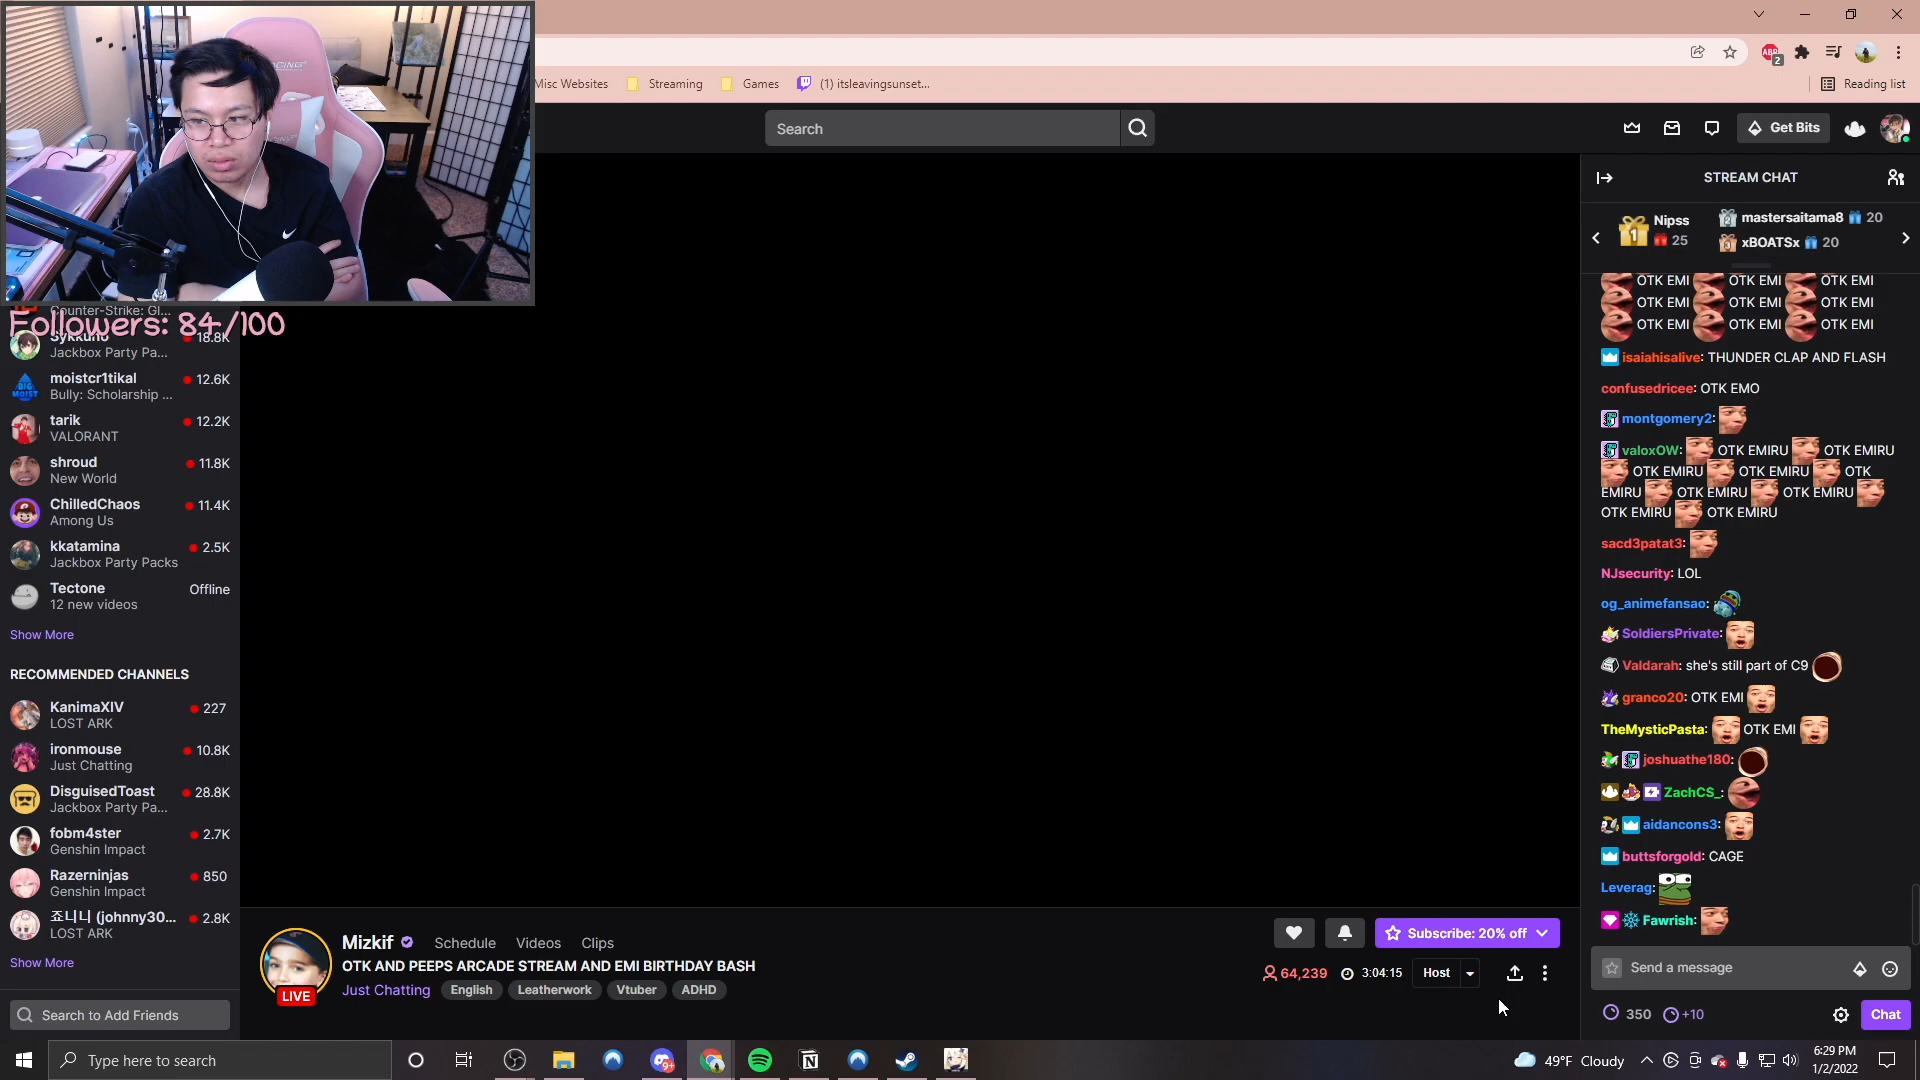 Misc Websites
Streaming
Games
(1) itsleavingsunset...
Reading list
ABP
2
Search
Get Bits
Followers: 84/100
Counter-Strike: Gl...
Sykkuno
18.8K
Jackbox Party Pa...
moistcr1tikal
12.6K
Bully: Scholarship ...
tarik
12.2K
VALORANT
shroud
11.8K
New World
ChilledChaos
11.4K
Among Us
kkatamina
2.5K
Jackbox Party Packs
Tectone
Offline
12 new videos
Show More
RECOMMENDED CHANNELS
KanimaXIV
227
LOST ARK
ironmouse
10.8K
Just Chatting
DisguisedToast
28.8K
Jackbox Party Pa...
fobm4ster
2.7K
Genshin Impact
Razerninjas
850
Genshin Impact
죠니니 (johnny30...
2.8K
LOST ARK
Show More
Search to Add Friends
LIVE
Mizkif
Schedule
Videos
Clips
OTK AND PEEPS ARCADE STREAM AND EMI BIRTHDAY BASH
Just Chatting
English
Leatherwork
Vtuber
ADHD
Subscribe: 20% off
64,239
3:04:15
Host
STREAM CHAT
1
Nipss
25
mastersaitama8 20
xBOATSx 20
OTK EMI OTK EMI OTK EMI
OTK EMI OTK EMI OTK EMI
OTK EMI OTK EMI OTK EMI
isaiahisalive: THUNDER CLAP AND FLASH
confusedricee: OTK EMO
montgomery2:
valoxOW: OTK EMIRU OTK EMIRU
OTK EMIRU OTK EMIRU OTK
EMIRU OTK EMIRU OTK EMIRU
OTK EMIRU OTK EMIRU
sacd3patat3:
NJsecurity: LOL
og_animefansao:
SoldiersPrivate:
Valdarah: she's still part of C9
granco20: OTK EMI
TheMysticPasta: OTK EMI
joshuathe180:
ZachCS_:
aidancons3:
buttsforgold: CAGE
Leverag:
Fawrish:
Send a message
350
+10
Chat
Type here to search
9+
49°F Cloudy
6:29 PM
1/2/2022